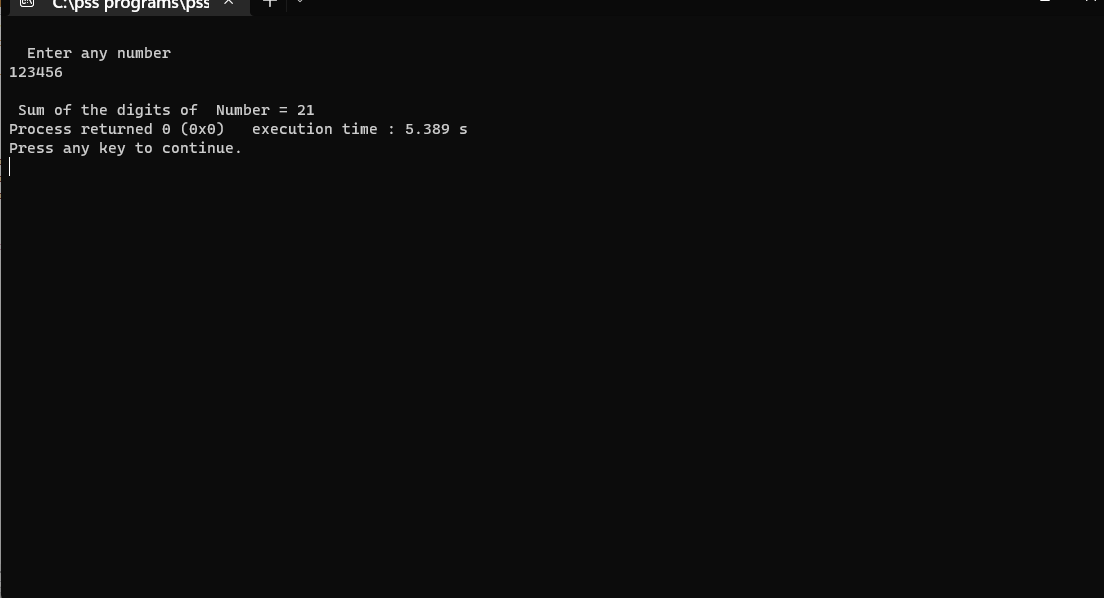 C:\pss programs\pss
Enter any number
123456
Sum of the digits of  Number = 21
Process returned 0 (0x0)   execution time : 5.389 s
Press any key to continue.